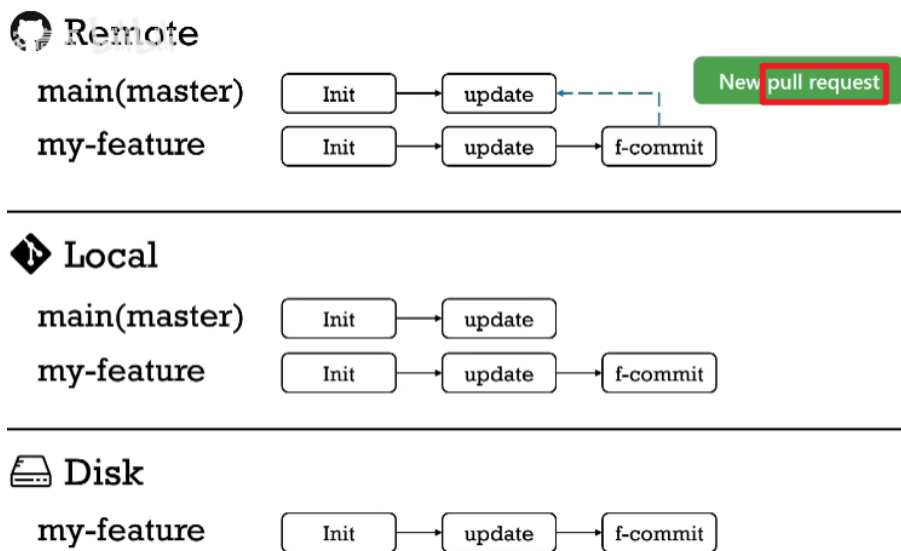 Remote
main(master) Init update New pull request
my-feature Init update f-commit
Local
main(master) Init update
my-feature Init update f-commit
Disk
my-feature Init update f-commit